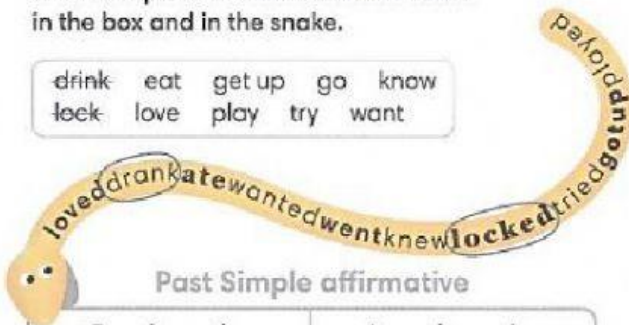 in the box and in the snake.
drink eat get up go know
lock love play try want
loveddrankatewantedwentknewlockedtriedgotupplayed
Past Simple affirmative